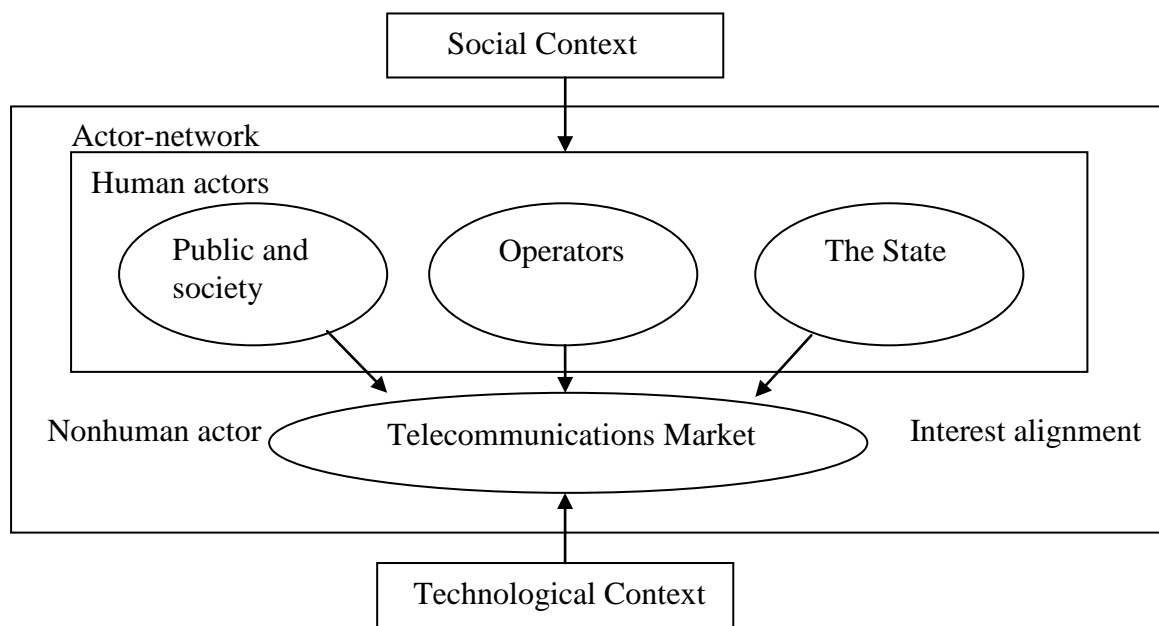 Social Context
Actor-network
Human actors
Public and
society
Operators
The State
Nonhuman actor
Telecommunications Market
Interest alignment
Technological Context